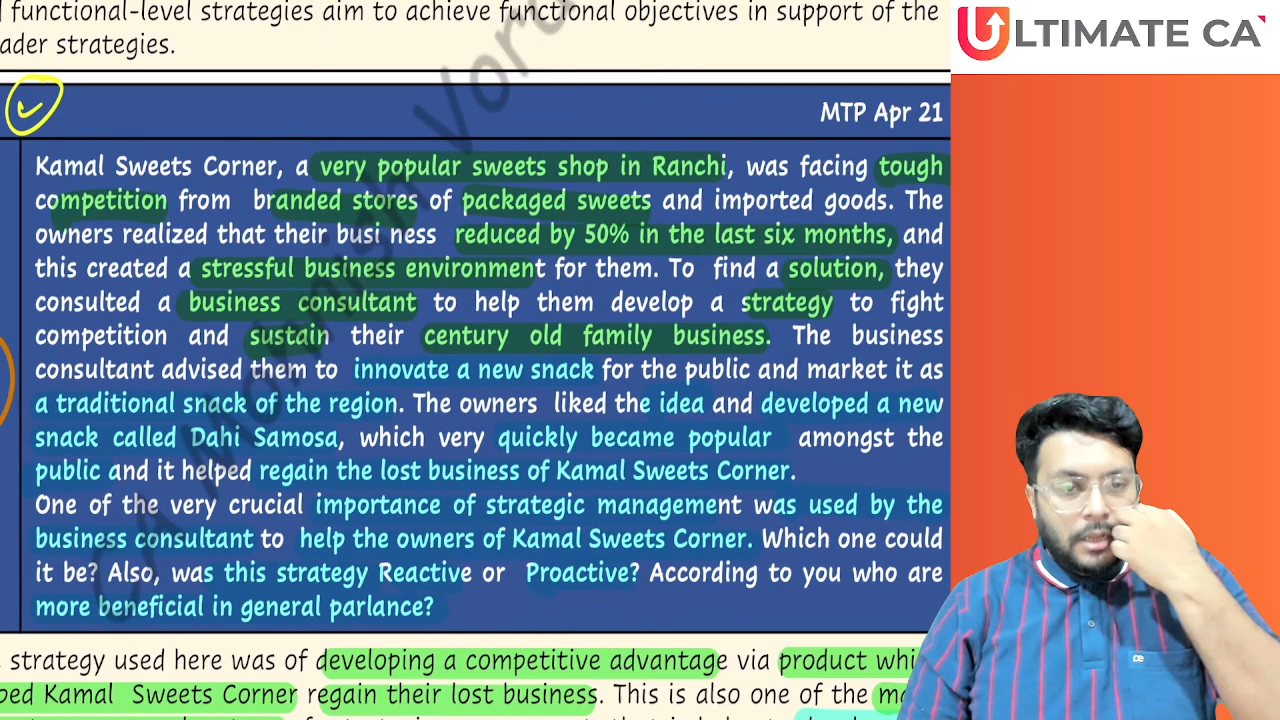 functional-level strategies aim to achieve functional objectives in support of the
ader strategies.
ULTIMATE CA
MTP Apr 21
Kamal Sweets Corner, a very popular sweets shop in Ranchi, was facing tough
competition from branded stores of packaged sweets and imported goods. The
owners realized that their busi ness reduced by 50% in the last six months, and
this created a stressful business environment for them. To find a solution, they
consulted a business consultant to help them develop a strategy to fight
competition and sustain their century old family business. The business
consultant advised them to innovate a new snack for the public and market it as
a traditional snack of the region. The owners liked the idea and developed a new
snack called Dahi Samosa, which very quickly became popular amongst the
public and it helped regain the lost business of Kamal Sweets Corner.
One of the very crucial importance of strategic management was used by the
business consultant to help the owners of Kamal Sweets Corner. Which one could
it be? Also, was this strategy Reactive or Proactive? According to you who are
more beneficial in general parlance?
strategy used here was of developing a competitive advantage via product whi
ped Kamal Sweets Corner regain their lost business. This is also one of the